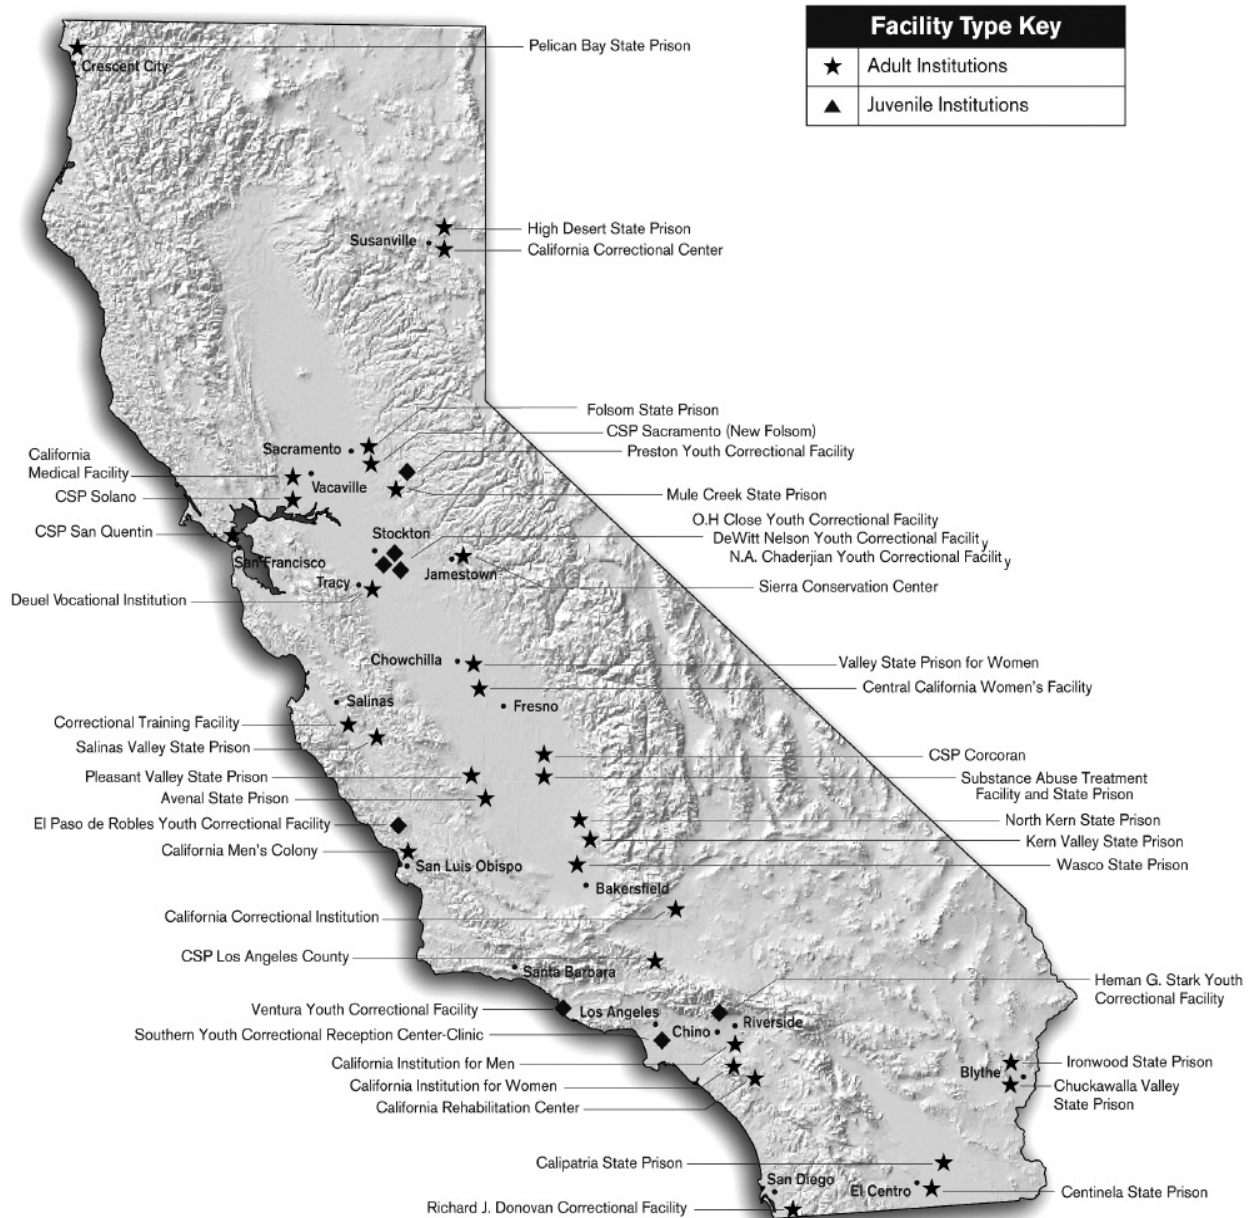 Facility Type Key
Adult Institutions
Juvenile Institutions
Pelican Bay State Prison
Crescent City
High Desert State Prison
Susanville
California Correctional Center
Folsom State Prison
CSP Sacramento (New Folsom)
Sacramento
Preston Youth Correctional Facility
California
Medical Facility
Vacaville
Mule Creek State Prison
CSP Solano
O.H Close Youth Correctional Facility
CSP San Quentin
Stockton
DeWitt Nelson Youth Correctional Facility
N.A. Chaderjian Youth Correctional Facility
San Francisco
Jamestown
Tracy
Sierra Conservation Center
Deuel Vocational Institution
Chowchilla
Valley State Prison for Women
Central California Women's Facility
Salinas
Fresno
Correctional Training Facility
Salinas Valley State Prison
CSP Corcoran
Pleasant Valley State Prison
Substance Abuse Treatment
Facility and State Prison
Avenal State Prison
North Kern State Prison
El Paso de Robles Youth Correctional Facility
Kern Valley State Prison
California Men's Colony
San Luis Obispo
Wasco State Prison
Bakersfield
California Correctional Institution
CSP Los Angeles County
Santa Barbara
Heman G. Stark Youth
Correctional Facility
Ventura Youth Correctional Facility
Los Angeles
Riverside
Chino
Southern Youth Correctional Reception Center-Clinic
California Institution for Men
Ironwood State Prison
Blythe
California Institution for Women
Chuckawalla Valley
State Prison
California Rehabilitation Center
Calipatria State Prison
San Diego
El Centro
Centinela State Prison
Richard J. Donovan Correctional Facility